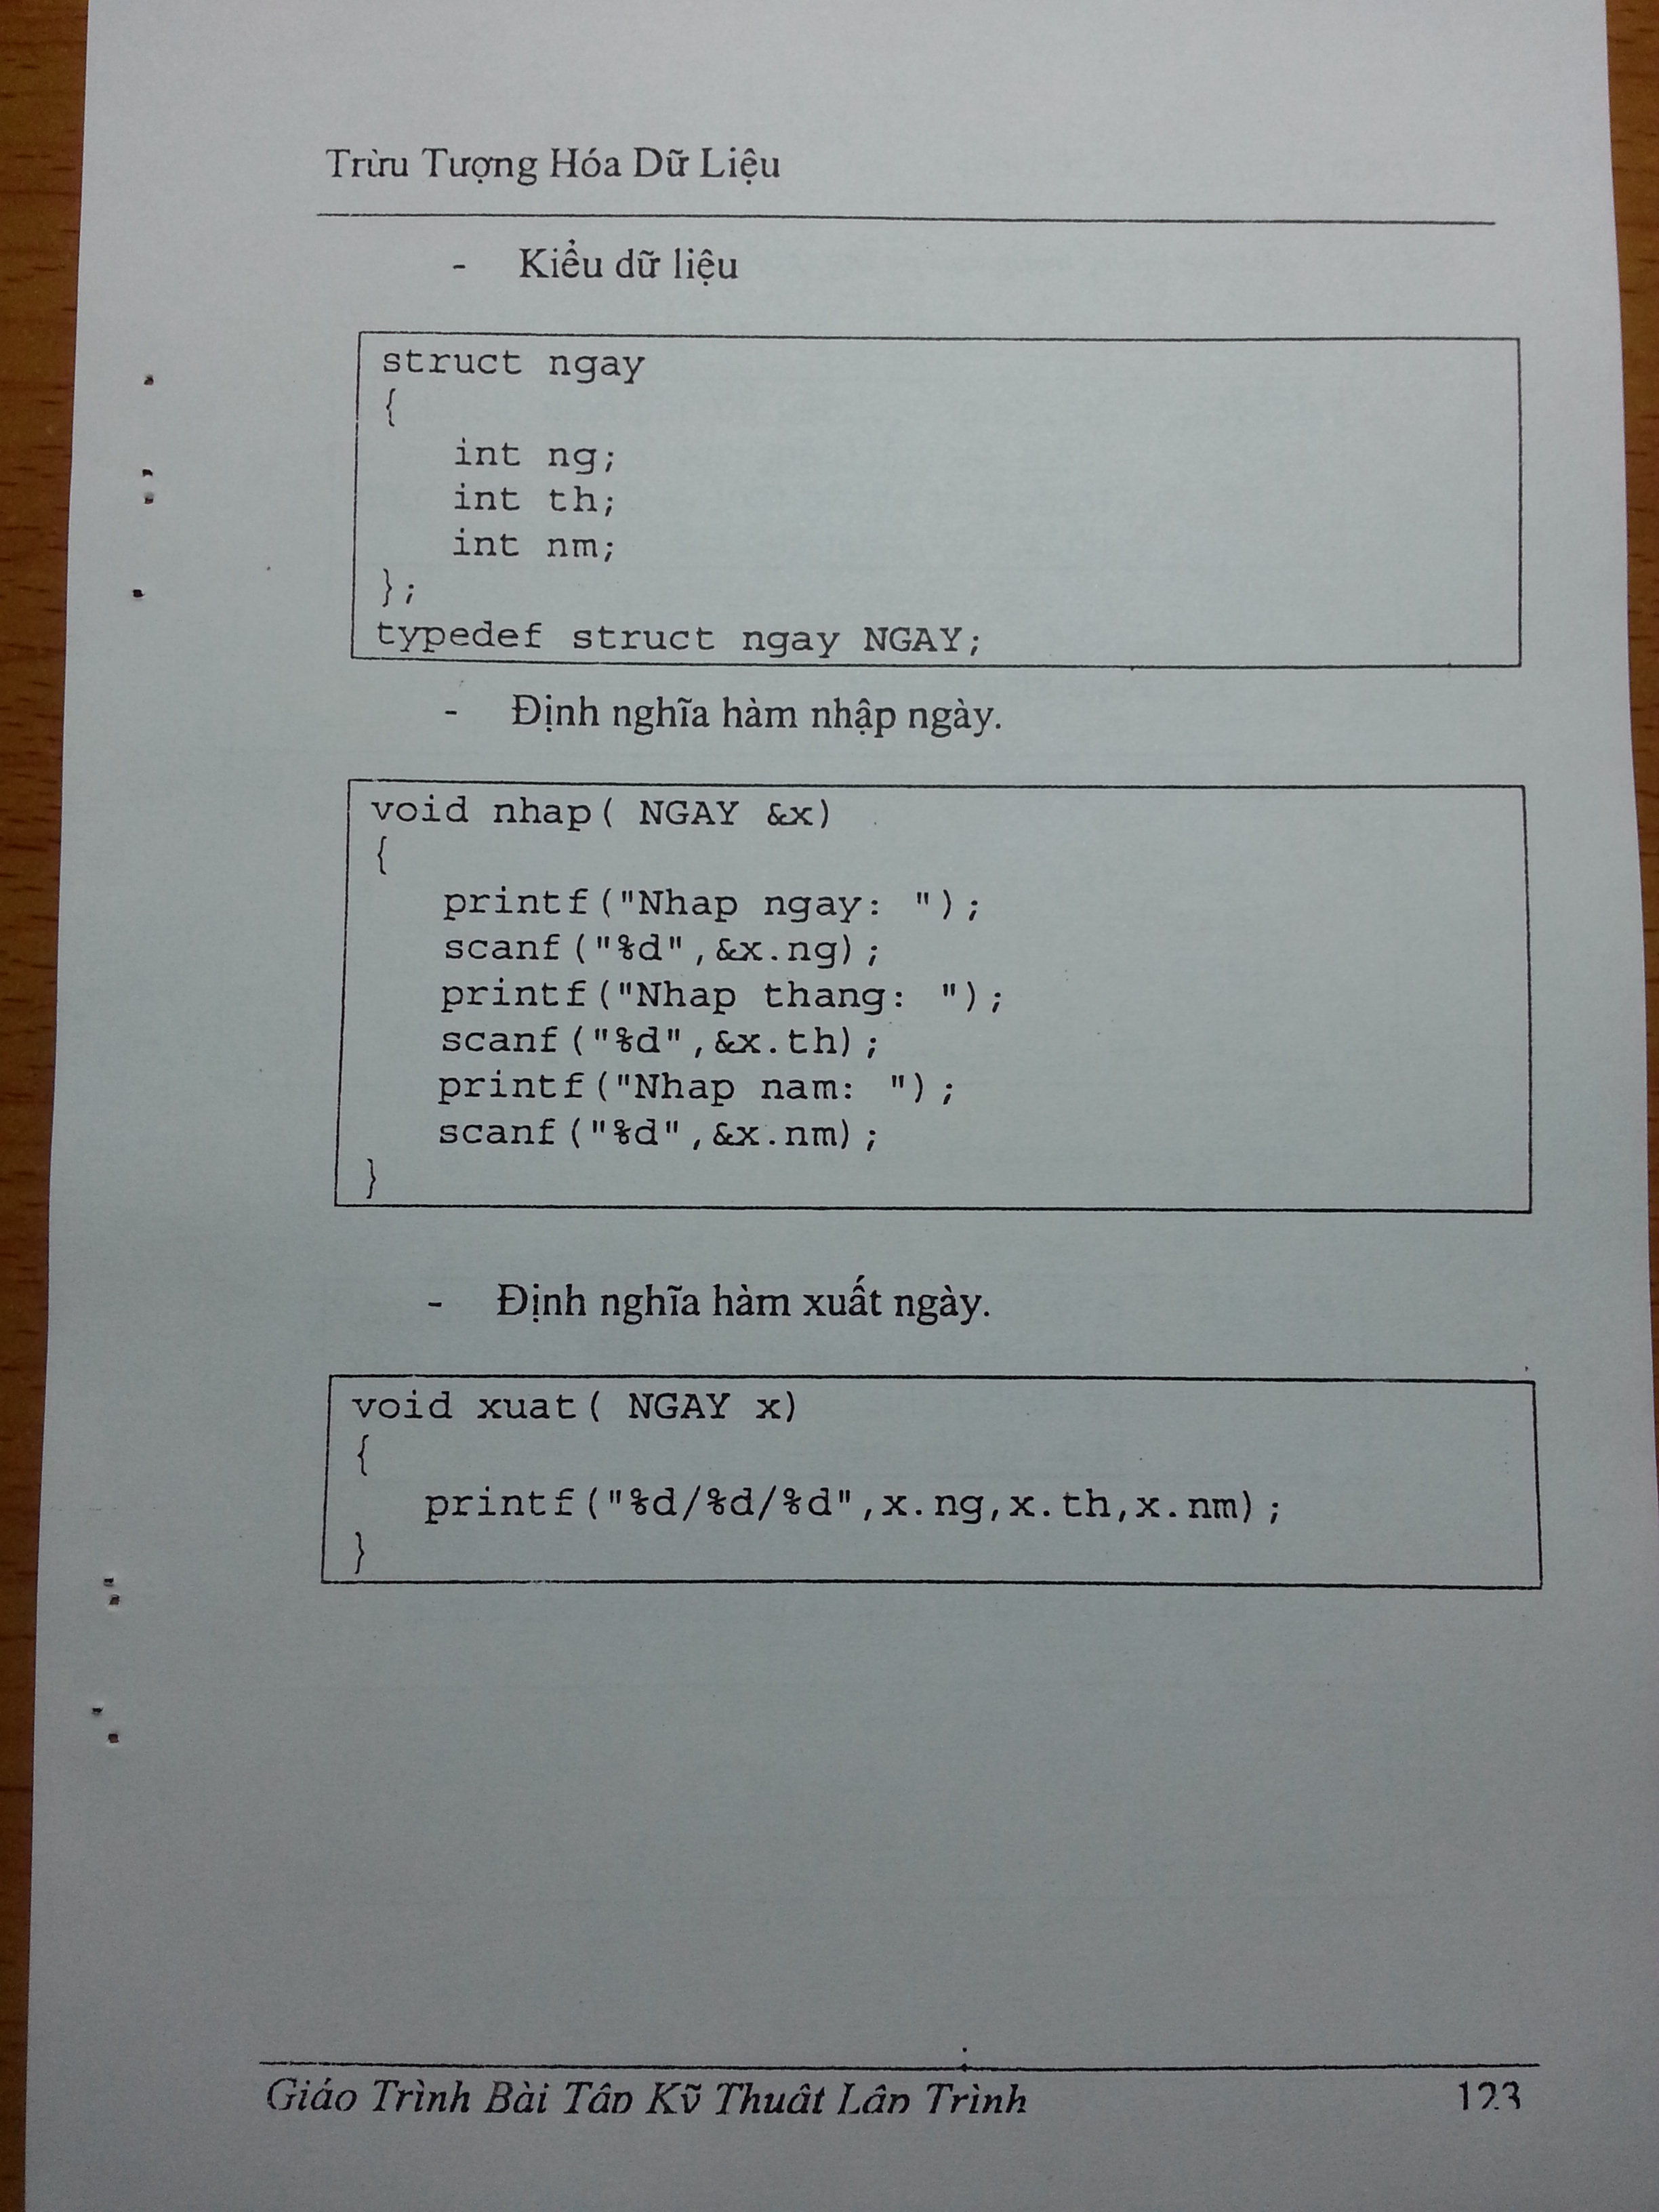 Trừu Tượng Hóa Dữ Liệu
- Kiểu dữ liệu
struct ngay
{
int ng;
int th;
int nm;
};
typedef struct ngay NGAY;
- Định nghĩa hàm nhập ngày.
void nhap( NGAY &x)
{
printf("Nhap ngay: ");
scanf("%d",&x.ng);
printf("Nhap thang: ");
scanf("%d",&x.th);
printf("Nhap nam: ");
scanf("%d",&x.nm);
}
- Định nghĩa hàm xuất ngày.
void xuat( NGAY x)
{
printf("%d/%d/%d",x.ng,x.th,x.nm);
}
Giáo Trình Bài Tập Kỹ Thuật Lập Trình 123